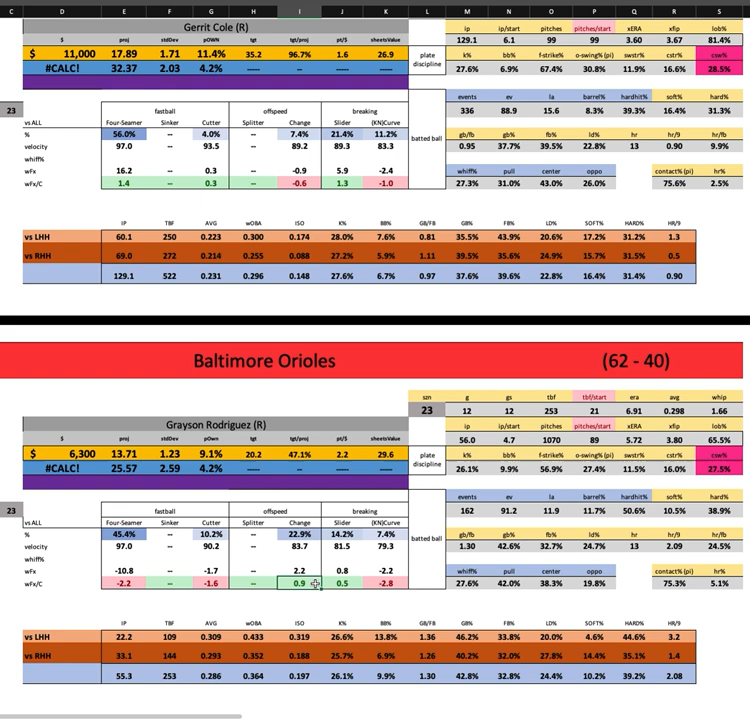 C D E F G H I J K L M N O P Q R S
Gerrit Cole (R) ip ip/start pitches pitches/start xERA xfip lob%
$ proj stdDev pOWN tgt tgt/proj pt/$ sheetsValue 129.1 6.1 99 99 3.60 3.67 81.4%
$ 11,000 17.89 1.71 11.4% 35.2 96.7% 1.6 26.9 plate discipline k% bb% f-strike% o-swing% (pi) swstr% cstr% csw%
#CALC! 32.37 2.03 4.2% ---- -- ---- -- 27.6% 6.9% 67.4% 30.8% 11.9% 16.6% 28.5%
events ev la barrel% hardhit% soft% hard%
23 fastball offspeed breaking 336 88.9 15.6 8.3% 39.3% 16.4% 31.3%
vs ALL Four-Seamer Sinker Cutter Splitter Change Slider (KN)Curve
% 56.0% -- 4.0% -- 7.4% 21.4% 11.2% batted ball gb/fb gb% fb% ld% hr hr/9 hr/fb
velocity 97.0 -- 93.5 -- 89.2 89.3 83.3 0.95 37.7% 39.5% 22.8% 13 0.90 9.9%
whiff%
wFx 16.2 -- 0.3 -- -0.9 5.9 -2.4 whiff% pull center oppo contact% (pi) hr%
wFx/C 1.4 -- 0.3 -- -0.6 1.3 -1.0 27.3% 31.0% 43.0% 26.0% 75.6% 2.5%
IP TBF AVG wOBA ISO K% BB% GB/FB GB% FB% LD% SOFT% HARD% HR/9
vs LHH 60.1 250 0.223 0.300 0.174 28.0% 7.6% 0.81 35.5% 43.9% 20.6% 17.2% 31.2% 1.3
vs RHH 69.0 272 0.214 0.255 0.088 27.2% 5.9% 1.11 39.5% 35.6% 24.9% 15.7% 31.5% 0.5
129.1 522 0.231 0.296 0.148 27.6% 6.7% 0.97 37.6% 39.6% 22.8% 16.4% 31.4% 0.90
Baltimore Orioles (62 - 40)
szn g gs tbf tbf/start era avg whip
23 12 12 253 21 6.91 0.298 1.66
Grayson Rodriguez (R) ip ip/start pitches pitches/start xERA xfip lob%
$ proj stdDev pOwn tgt tgt/proj pt/$ sheetsValue 56.0 4.7 1070 89 5.72 3.80 65.5%
$ 6,300 13.71 1.23 9.1% 20.2 47.1% 2.2 29.6 plate discipline k% bb% f-strike% o-swing% (pi) swstr% cstr% csw%
#CALC! 25.57 2.59 4.2% ---- -- ---- -- 26.1% 9.9% 56.9% 27.4% 11.5% 16.0% 27.5%
events ev la barrel% hardhit% soft% hard%
23 fastball offspeed breaking 162 91.2 11.9 11.7% 50.6% 10.5% 38.9%
vs ALL Four-Seamer Sinker Cutter Splitter Change Slider (KN)Curve
% 45.4% -- 10.2% -- 22.9% 14.2% 7.4% batted ball gb/fb gb% fb% ld% hr hr/9 hr/fb
velocity 97.0 -- 90.2 -- 83.7 81.5 79.3 1.30 42.6% 32.7% 24.7% 13 2.09 24.5%
whiff%
wFx -10.8 -- -1.7 -- 2.2 0.8 -2.2 whiff% pull center oppo contact% (pi) hr%
wFx/C -2.2 -- -1.6 -- 0.9 0.5 -2.8 27.6% 42.0% 38.3% 19.8% 75.3% 5.1%
IP TBF AVG wOBA ISO K% BB% GB/FB GB% FB% LD% SOFT% HARD% HR/9
vs LHH 22.2 109 0.309 0.433 0.319 26.6% 13.8% 1.36 46.2% 33.8% 20.0% 4.6% 44.6% 3.2
vs RHH 33.1 144 0.293 0.352 0.188 25.7% 6.9% 1.26 40.2% 32.0% 27.8% 14.4% 35.1% 1.4
55.3 253 0.286 0.364 0.197 26.1% 9.9% 1.30 42.8% 32.8% 24.4% 10.2% 39.2% 2.08